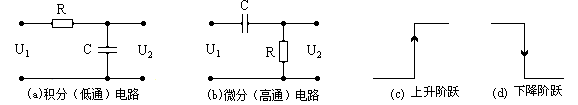 R
C
U1
U2
(a)积分（低通）电路
C
R
U1
U2
(b)微分（高通）电路
(c) 上升阶跃
(d) 下降阶跃